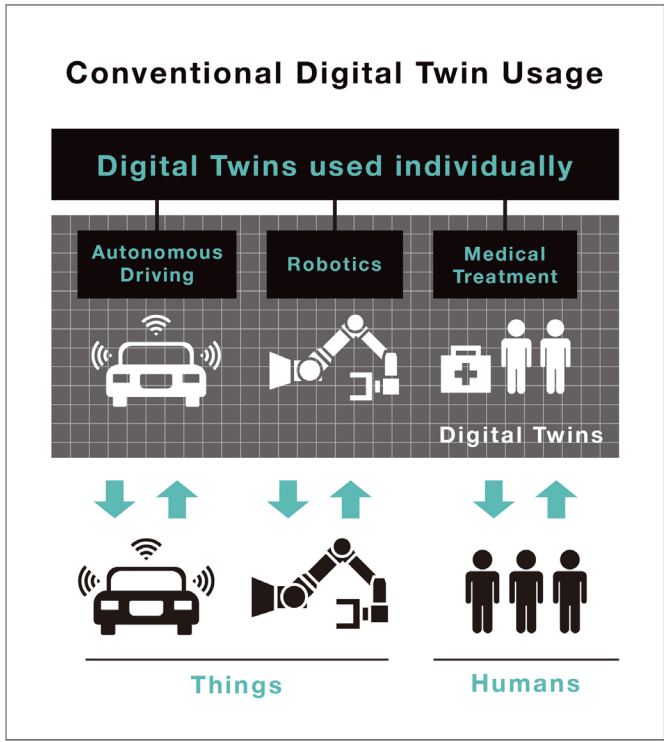 Conventional Digital Twin Usage
Digital Twins used individually
Autonomous
Driving
Robotics
Medical
Treatment
Digital Twins
Things
Humans